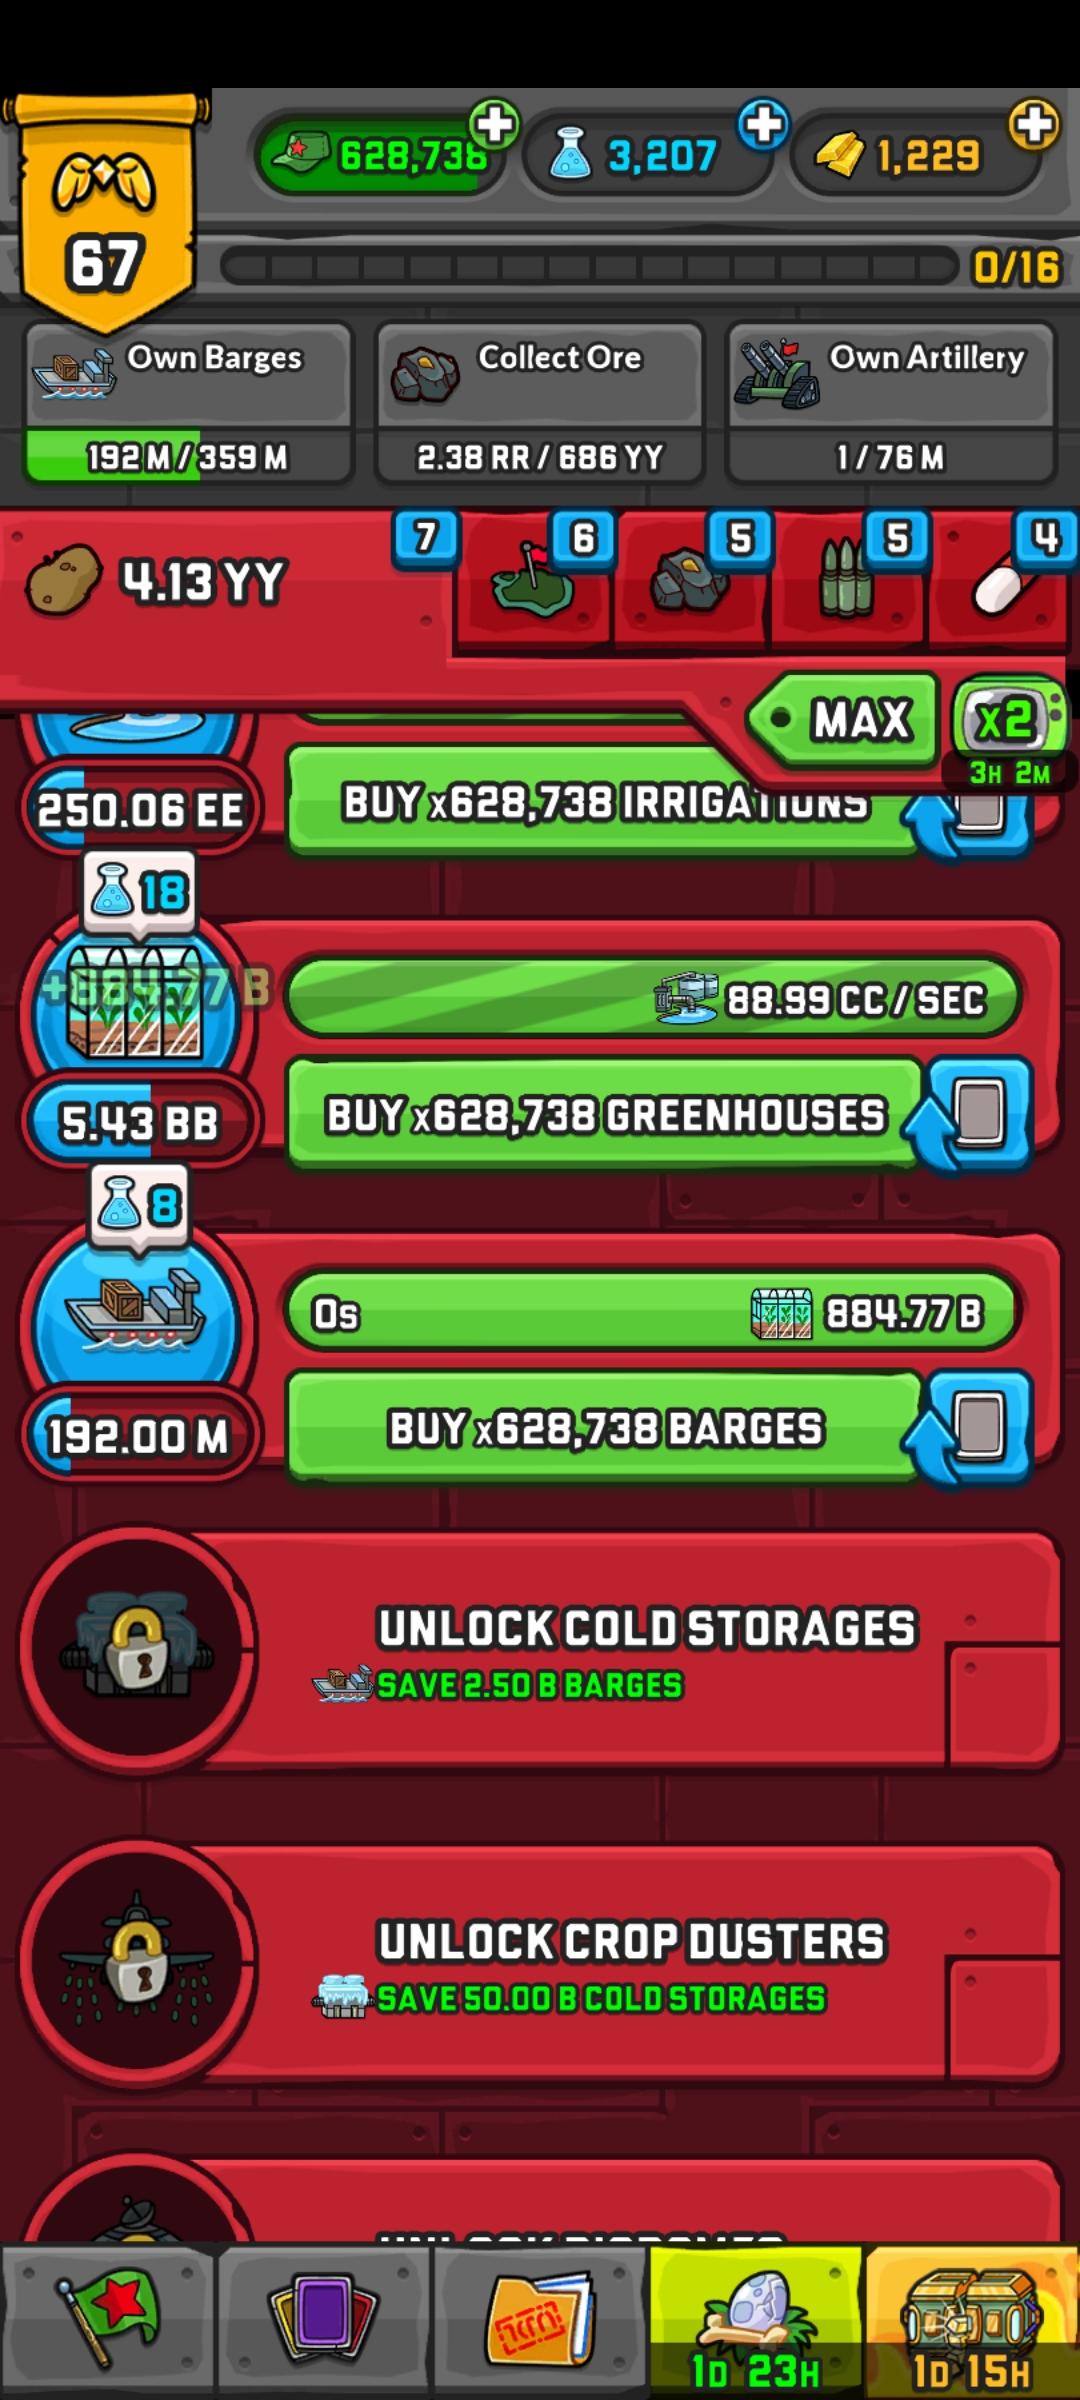 67
628,738
3,207
1,229
0/16
Own Barges
192 M / 359 M
Collect Ore
2.38 RR / 686 YY
Own Artillery
1 / 76 M
4.13 YY
7
6
5
5
4
MAX
x2
3H 2M
250.06 EE
BUY x628,738 IRRIGATIONS
18
+884.77 B
88.99 CC / SEC
5.43 BB
BUY x628,738 GREENHOUSES
8
0s
884.77 B
192.00 M
BUY x628,738 BARGES
UNLOCK COLD STORAGES
SAVE 2.50 B BARGES
UNLOCK CROP DUSTERS
SAVE 50.00 B COLD STORAGES
UNLOCK
1D 23H
1D 15H